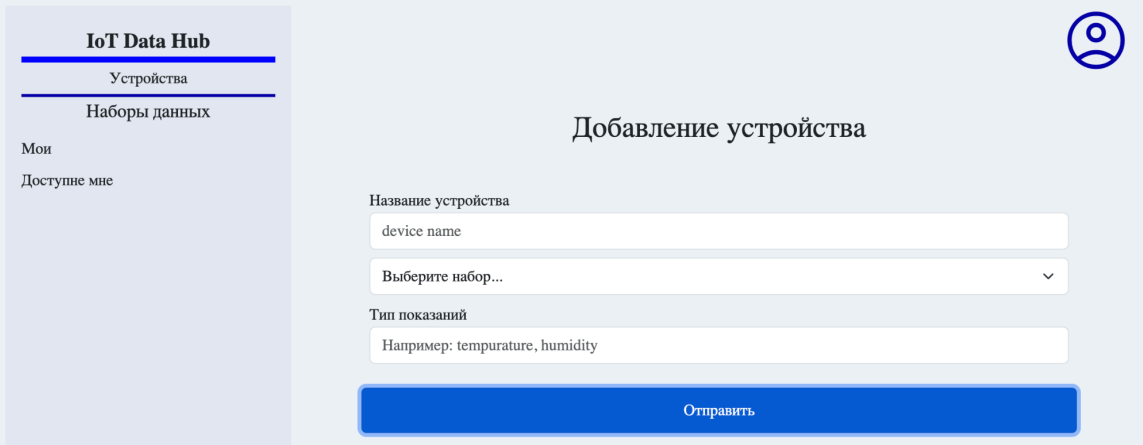 IoT Data Hub
Устройства
Наборы данных
Мои
Доступне мне
Добавление устройства
Название устройства
device name
Выберите набор...
Тип показаний
Например: tempurature, humidity
Отправить